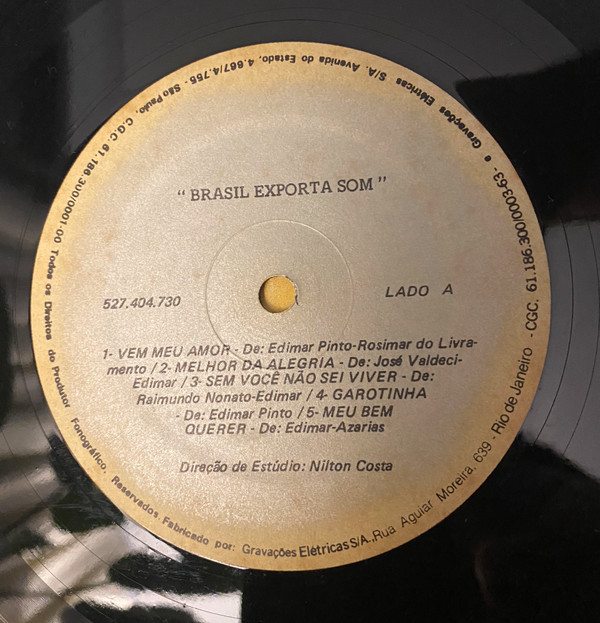 " BRASIL EXPORTA SOM "
527.404.730
LADO A
1- VEM MEU AMOR - De: Edimar Pinto-Rosimar do Livra-
mento / 2- MELHOR DA ALEGRIA - De: José Valdeci-
Edimar / 3- SEM VOCÊ NÃO SEI VIVER - De:
Raimundo Nonato-Edimar / 4- GAROTINHA
- De: Edimar Pinto / 5- MEU BEM
QUERER - De: Edimar-Azarias
Direção de Estúdio: Nilton Costa
Todos os Direitos do Produtor Fonográfico. Reservados. Fabricado por: Gravações Elétricas S/A., Rua Aguiar Moreira, 639 - Rio de Janeiro - CGC. 61.186.300/0003-63 - e Gravações Elétricas S/A. Avenida do Estado, 4.667/4.755 - São Paulo, C.G.C. 61.186.300/0001-00